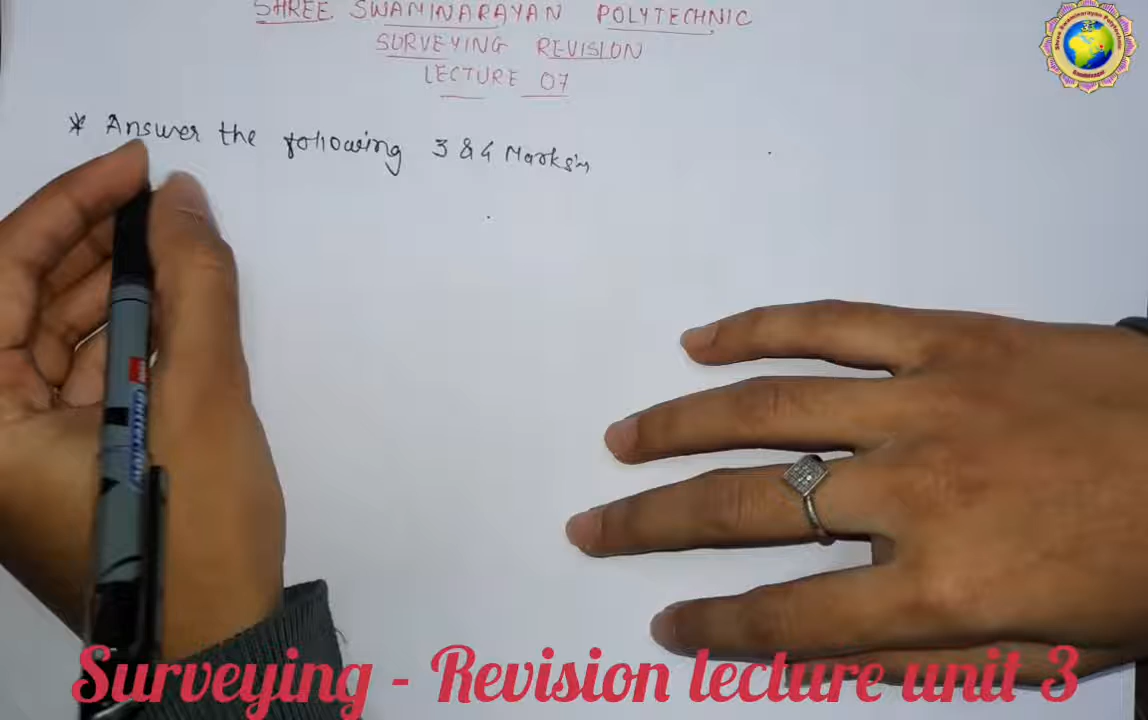 SHREE SWAMINARAYAN POLYTECHNIC
SURVEYING REVISION
LECTURE 07
* Answer the following 3 & 4 Marks
Surveying - Revision lecture unit 3